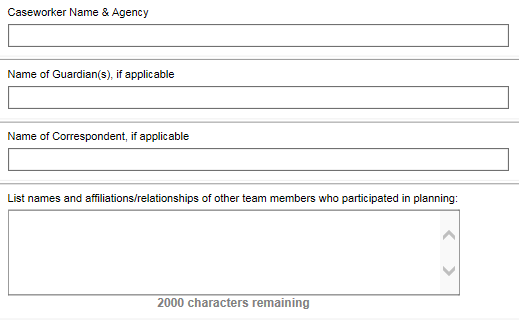 Caseworker Name & Agency
Name of Guardian(s), if applicable
Name of Correspondent, if applicable
List names and affiliations/relationships of other team members who participated in planning:
2000 characters remaining